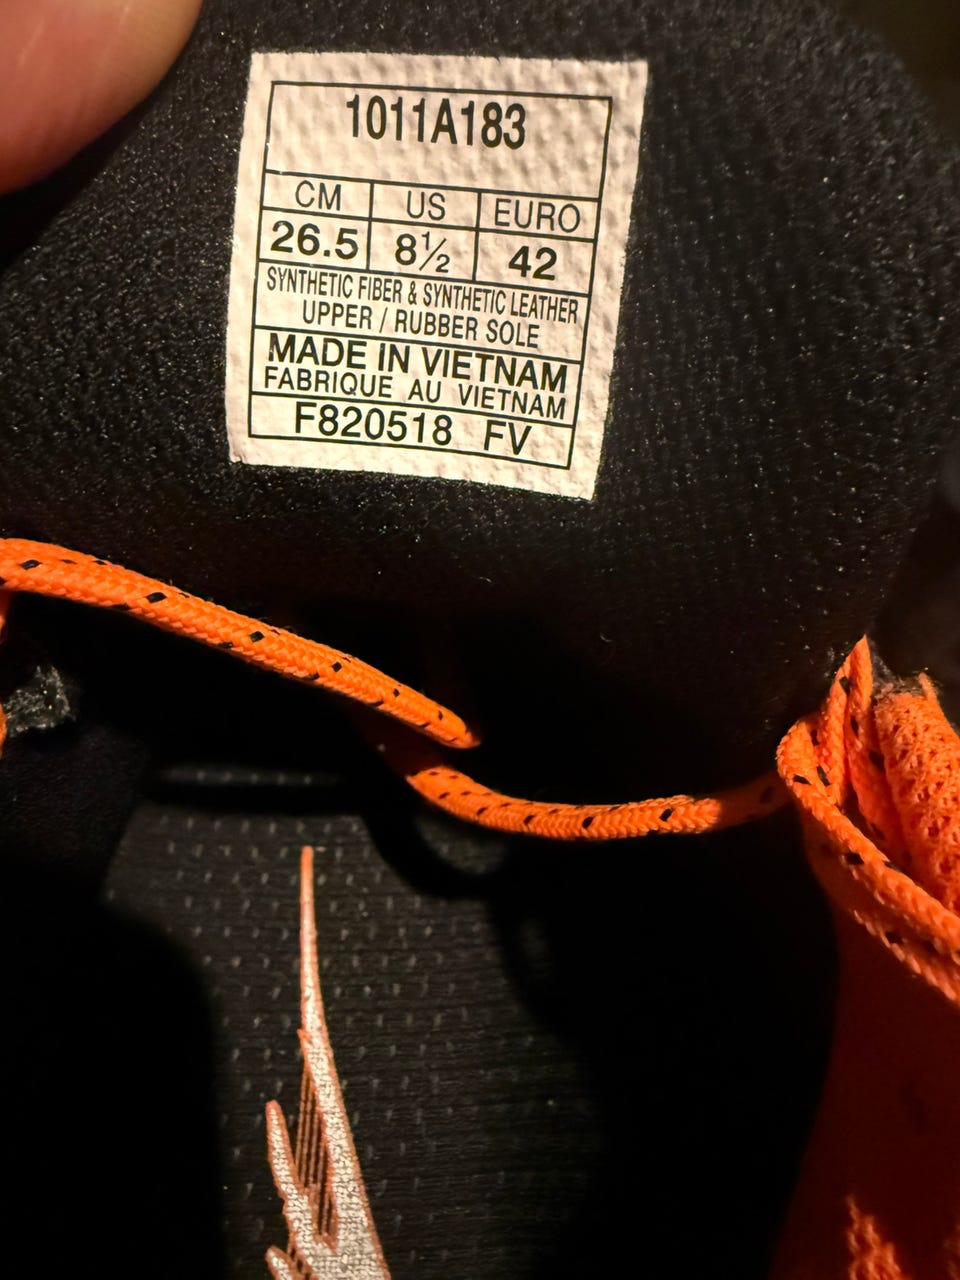 1011A183
CM US EURO
26.5 8½ 42
SYNTHETIC FIBER & SYNTHETIC LEATHER
UPPER / RUBBER SOLE
MADE IN VIETNAM
FABRIQUE AU VIETNAM
F820518 FV